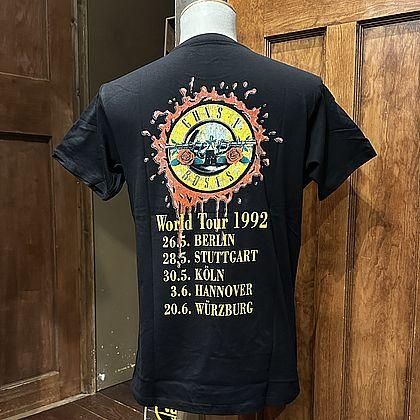 GUNS N'
ROSES
World Tour 1992
26.5. BERLIN
28.5. STUTTGART
30.5. KÖLN
3.6. HANNOVER
20.6. WÜRZBURG